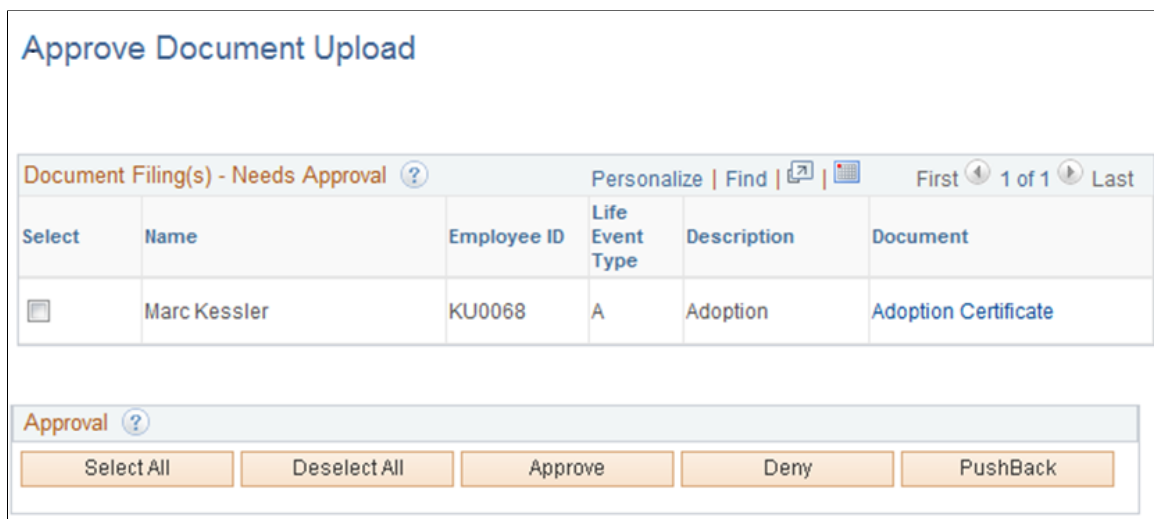 Approve Document Upload
Document Filing(s) - Needs Approval ? Personalize | Find | | First 1 of 1 Last
Select Name Employee ID Life Event Type Description Document
Marc Kessler KU0068 A Adoption Adoption Certificate
Approval ?
Select All Deselect All Approve Deny PushBack